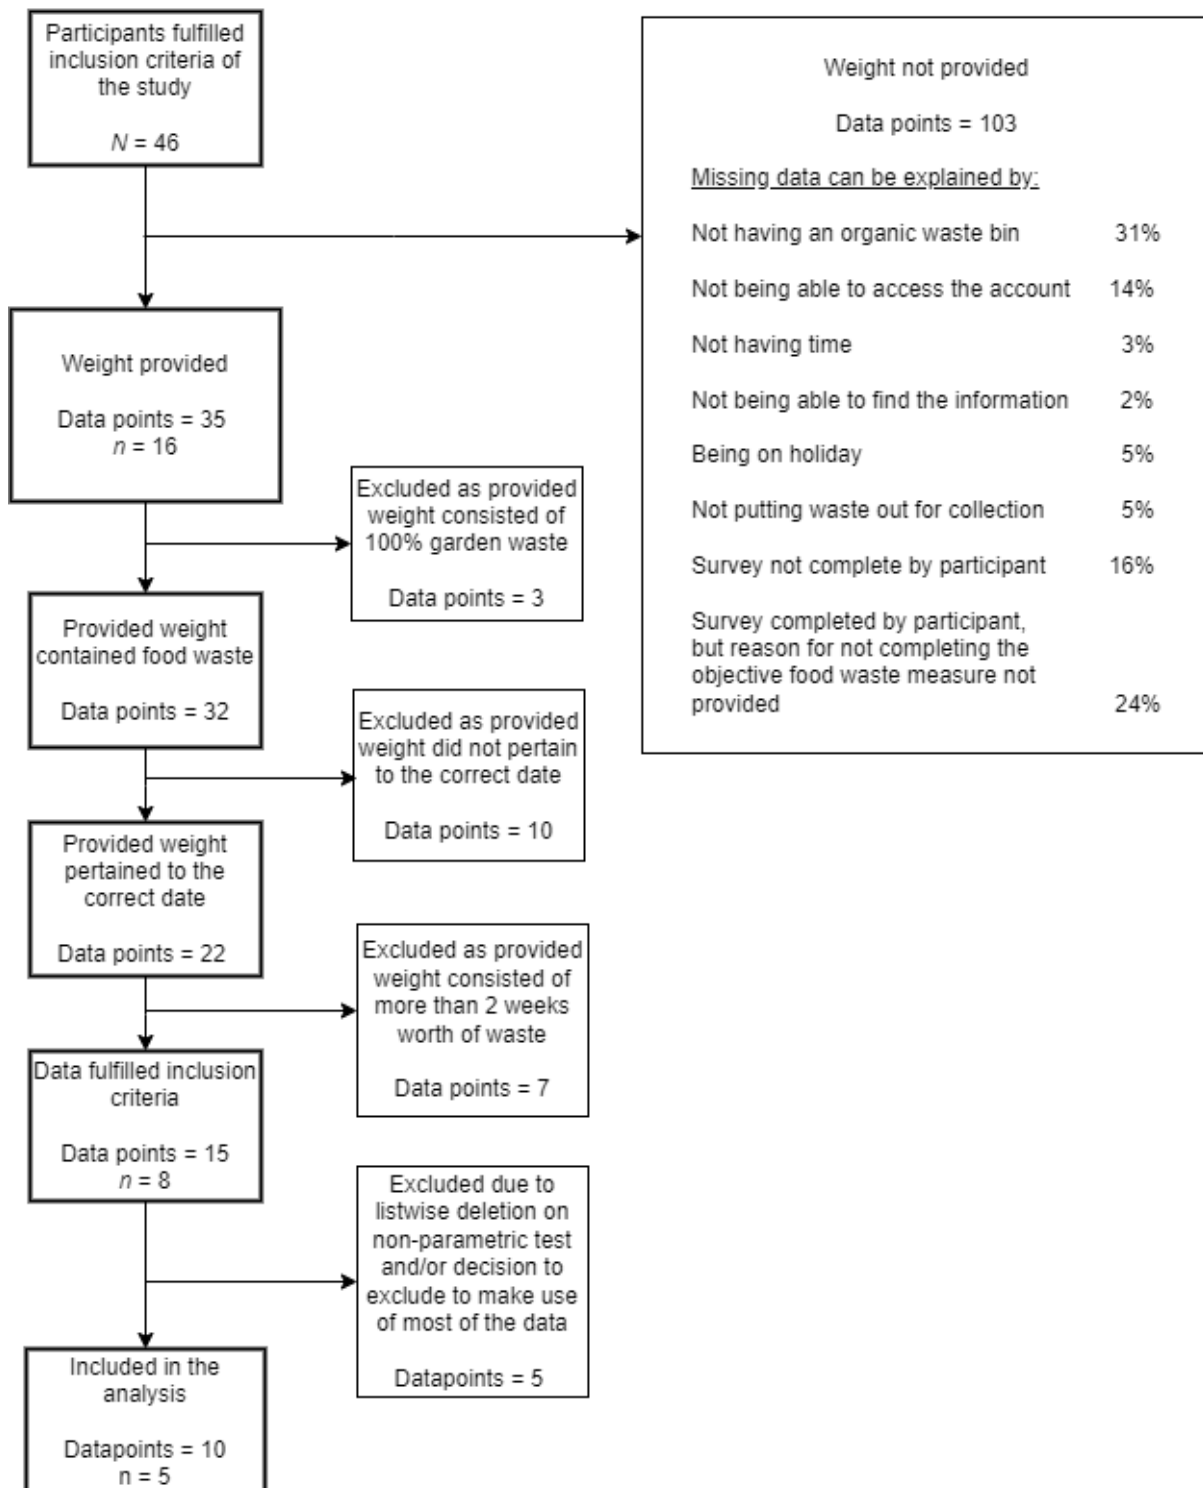 Participants fulfilled
inclusion criteria of
the study
N = 46
Weight not provided
Data points = 103
Missing data can be explained by:
Not having an organic waste bin 31%
Not being able to access the account 14%
Not having time 3%
Not being able to find the information 2%
Being on holiday 5%
Not putting waste out for collection 5%
Survey not complete by participant 16%
Survey completed by participant,
but reason for not completing the
objective food waste measure not
provided 24%
Weight provided
Data points = 35
n = 16
Excluded as provided
weight consisted of
100% garden waste
Data points = 3
Provided weight
contained food waste
Data points = 32
Excluded as provided
weight did not pertain
to the correct date
Data points = 10
Provided weight
pertained to the
correct date
Data points = 22
Excluded as provided
weight consisted of
more than 2 weeks
worth of waste
Data points = 7
Data fulfilled inclusion
criteria
Data points = 15
n = 8
Excluded due to
listwise deletion on
non-parametric test
and/or decision to
exclude to make use
of most of the data
Datapoints = 5
Included in the
analysis
Datapoints = 10
n = 5